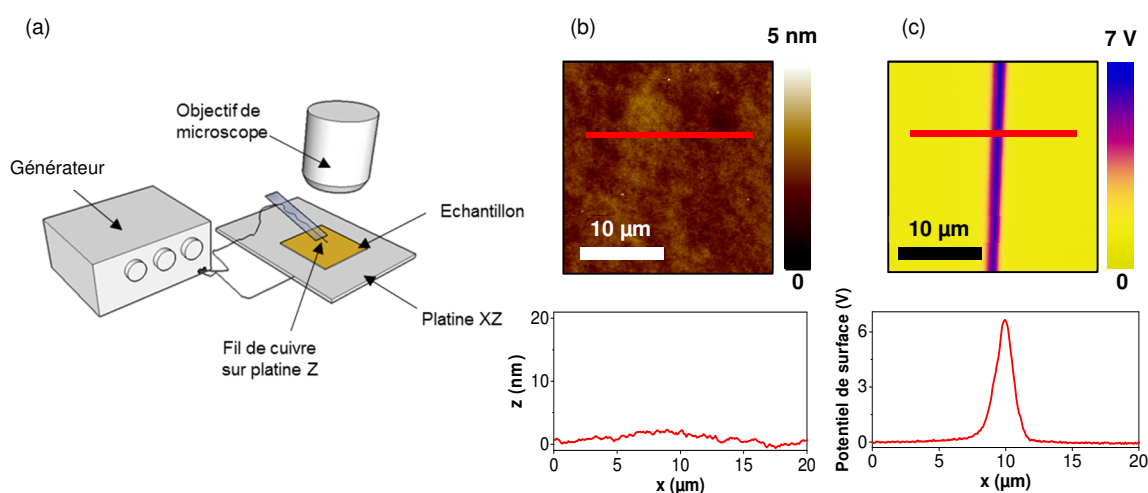 (a)
Objectif de
microscope
Générateur
Echantillon
Platine XZ
Fil de cuivre
sur platine Z
(b)
5 nm
10 µm
0
20
10
0
z (nm)
0
5
10
15
20
x (µm)
(c)
7 V
10 µm
0
6
3
0
Potentiel de surface (V)
0
5
10
15
20
x (µm)